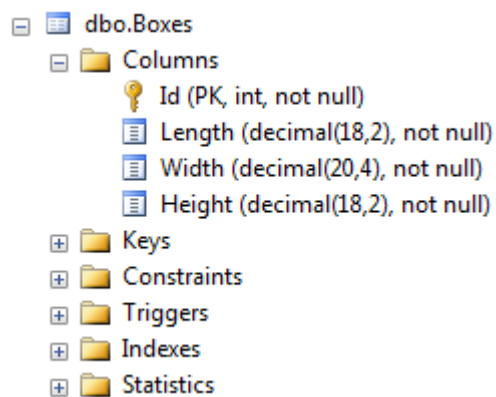 dbo.Boxes
Columns
Id (PK, int, not null)
Length (decimal(18,2), not null)
Width (decimal(20,4), not null)
Height (decimal(18,2), not null)
Keys
Constraints
Triggers
Indexes
Statistics